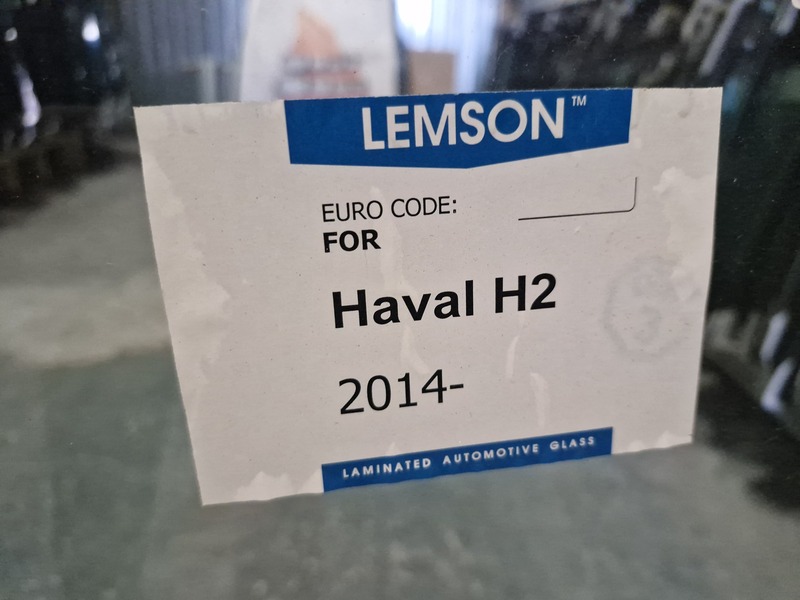 LEMSON™
EURO CODE:
FOR
Haval H2
2014-
LAMINATED AUTOMOTIVE GLASS